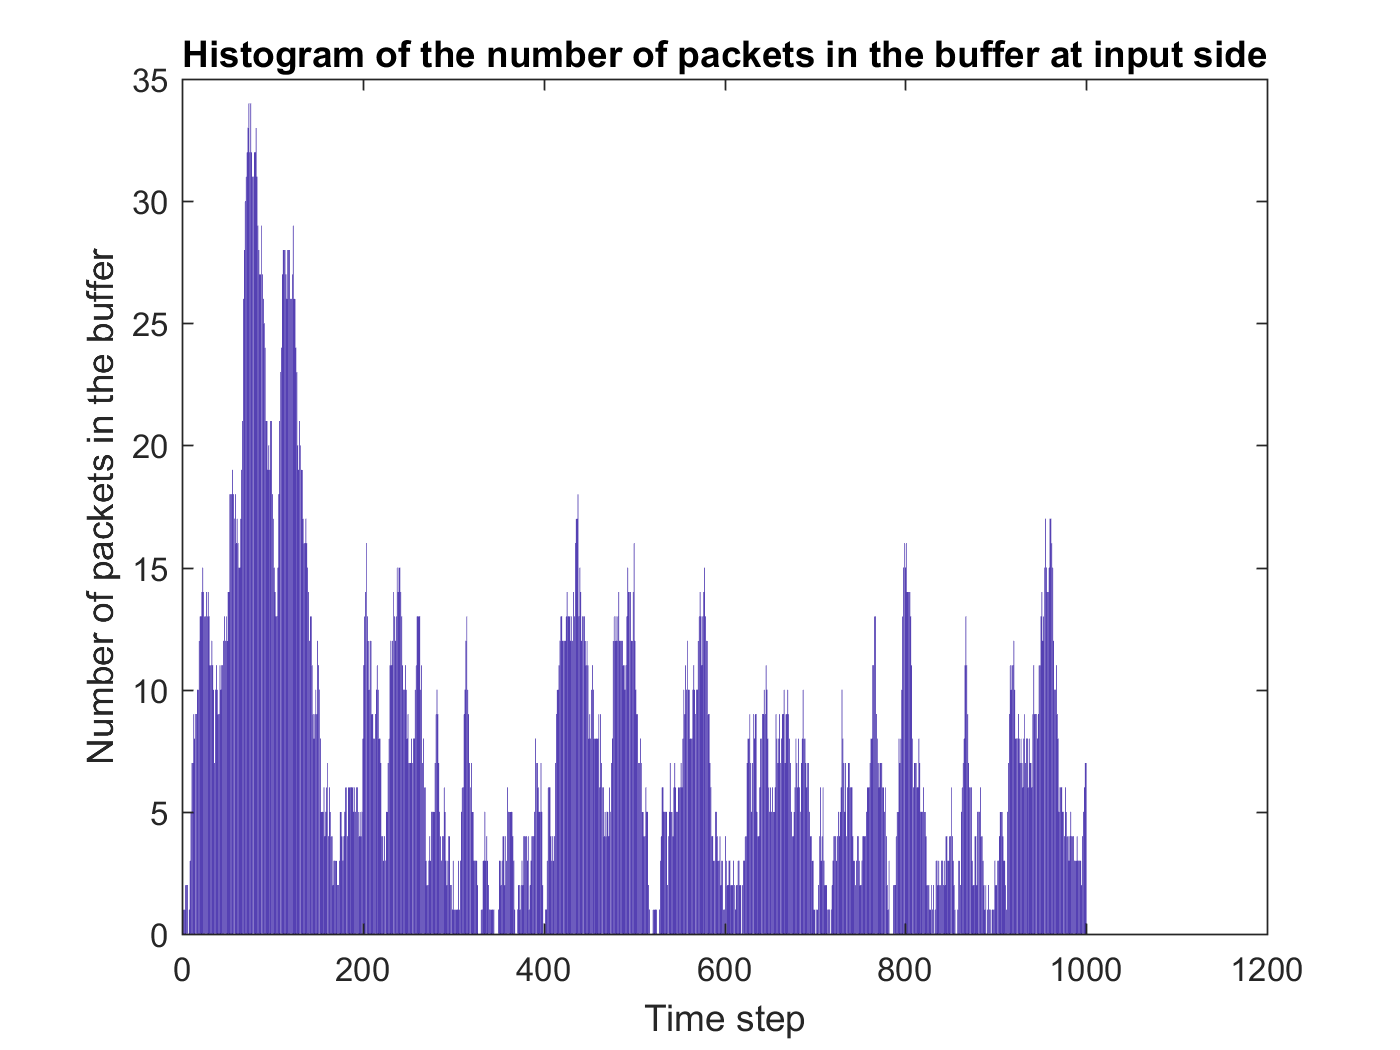 Histogram of the number of packets in the buffer at input side
35
30
25
20
15
10
5
0
Number of packets in the buffer
0 200 400 600 800 1000 1200
Time step